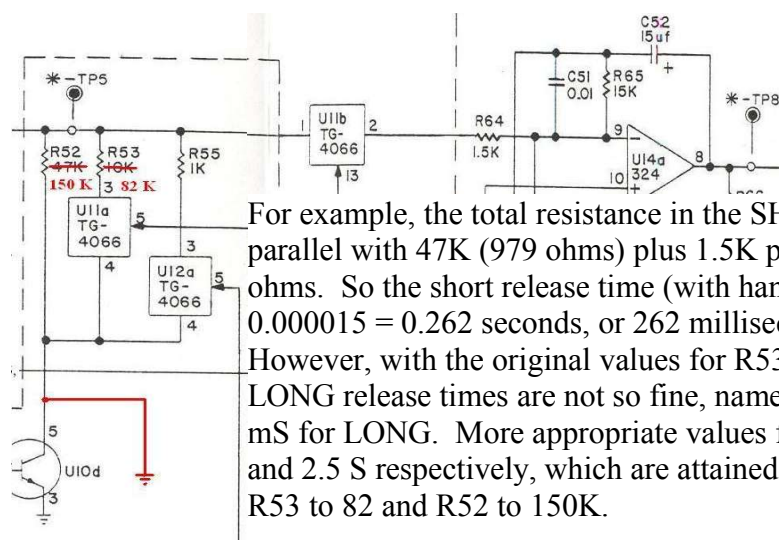 C52
15uf
+
*-TP5
C51
0.01
R65
15K
*-TP8
1
U11b
TG-
4066
2
13
R64
1.5K
9
-
U14a
324
8
10
+
R52
47K
150 K
R53
10K
82 K
R55
1K
3
U11a
TG-
4066
5
4
3
U12a
TG-
4066
5
4
For example, the total resistance in the
parallel with 47K (979 ohms) plus 1.5K
ohms. So the short release time (with
0.000015 = 0.262 seconds, or 262
However, with the original values for R53
LONG release times are not so fine,
mS for LONG. More appropriate values
and 2.5 S respectively, which are attained
R53 to 82 and R52 to 150K.
5
U10d
3